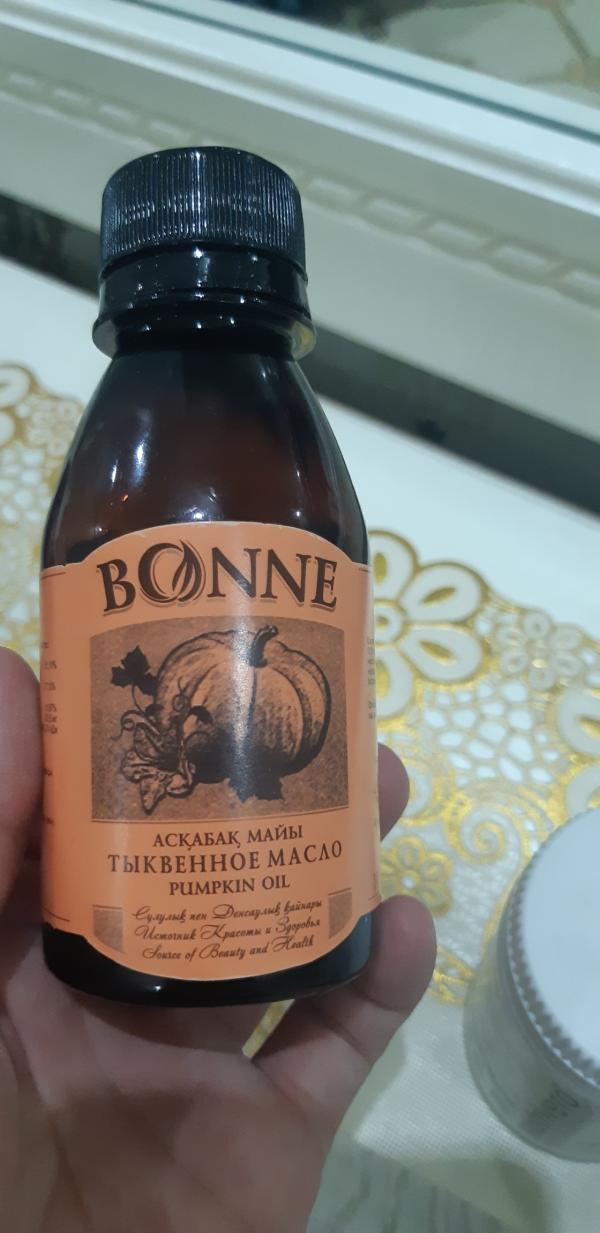 BONNE
АСҚАБАҚ МАЙЫ
ТЫКВЕННОЕ МАСЛО
PUMPKIN OIL
Сұлулық пен Денсаулық қайнары
Источник Красоты и Здоровья
Source of Beauty and Health